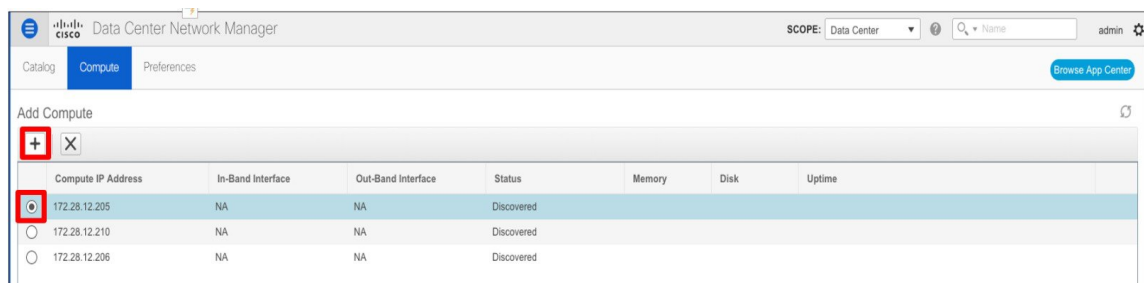 cisco Data Center Network Manager SCOPE: Data Center Name admin
Catalog Compute Preferences Browse App Center
Add Compute
+ X
Compute IP Address In-Band Interface Out-Band Interface Status Memory Disk Uptime
172.28.12.205 NA NA Discovered
172.28.12.210 NA NA Discovered
172.28.12.206 NA NA Discovered